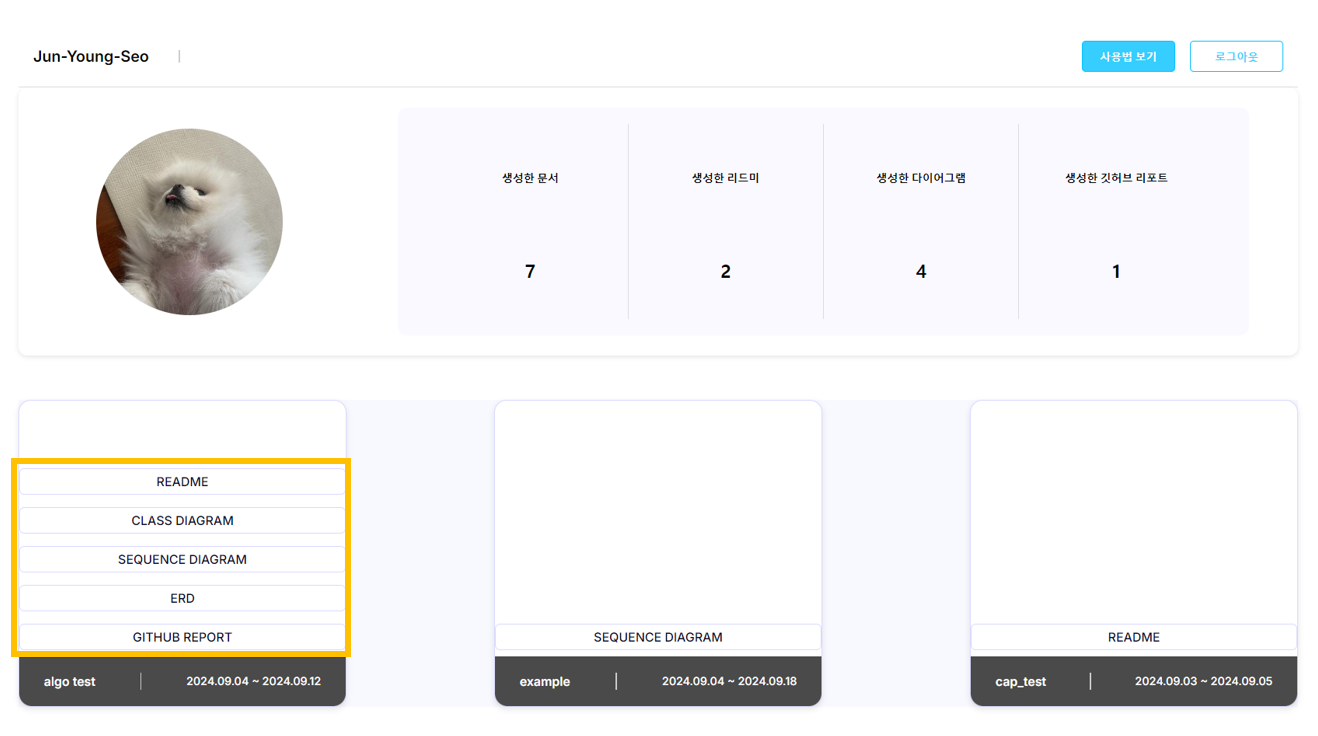 Jun-Young-Seo
사용법 보기
로그아웃
생성한 문서
생성한 리드미
생성한 다이어그램
생성한 깃허브 리포트
7
2
4
1
README
CLASS DIAGRAM
SEQUENCE DIAGRAM
ERD
GITHUB REPORT
algo test
2024.09.04 ~ 2024.09.12
SEQUENCE DIAGRAM
example
2024.09.04 ~ 2024.09.18
README
cap_test
2024.09.03 ~ 2024.09.05